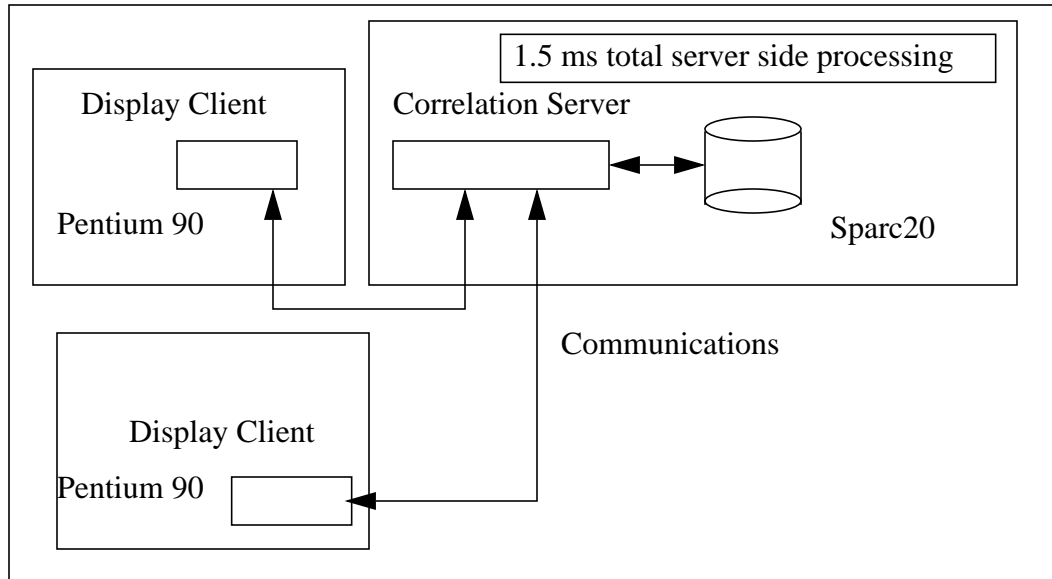 1.5 ms total server side processing
Display Client
Correlation Server
Pentium 90
Sparc20
Communications
Display Client
Pentium 90